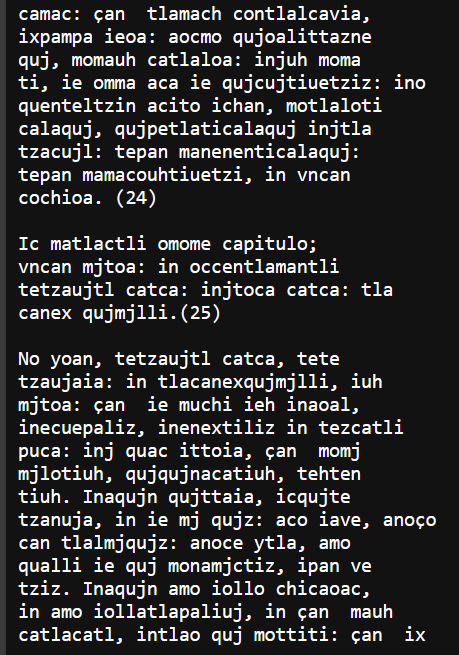 camac: çan  tlamach contlalcavia,
ixpampa ieoa: aocmo qujoalittazne
quj, momauh catlaloa: injuh moma
ti, ie omma aca ie qujcujtiuetziz: ino
quenteltzin acito ichan, motlaloti
calaquj, qujpetlaticalaquj injtla
tzacujl: tepan manenenticalaquj:
tepan mamacouhtiuetzi, in vncan
cochioa. (24)

Ic matlactli omome capitulo;
vncan mjtoa: in occentlamantli
tetzaujtl catca: injtoca catca: tla
canex qujmjlli.(25)

No yoan, tetzaujtl catca, tete
tzaujaia: in tlacanexqujmjlli, iuh
mjtoa: çan  ie muchi ieh inaoal,
inecuepaliz, inenextiliz in tezcatli
puca: inj quac ittoia, çan  momj
mjlotiuh, qujqujnacatiuh, tehten
tiuh. Inaqujn qujttaia, icqujte
tzanuja, in ie mj qujz: aco iave, anoço
can tlalmjqujz: anoce ytla, amo
qualli ie quj monamjctiz, ipan ve
tziz. Inaqujn amo iollo chicaoac,
in amo iollatlapaliuj, in çan  mauh
catlacatl, intlao quj mottiti: çan  ix